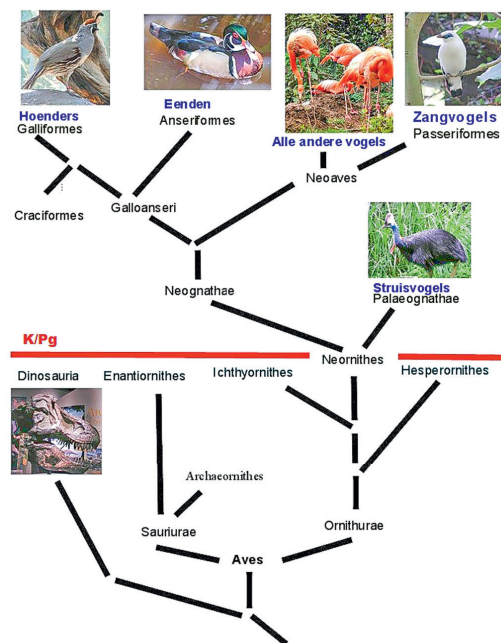 Hoenders
Galliformes
Eenden
Anseriformes
Alle andere vogels
Zangvogels
Passeriformes
Neoaves
Craciformes
Galloanseri
Neognathae
Struisvogels
Palaeognathae
K/Pg
Neornithes
Dinosauria
Enantiornithes
Ichthyornithes
Hesperornithes
Archaeornithes
Sauriurae
Ornithurae
Aves